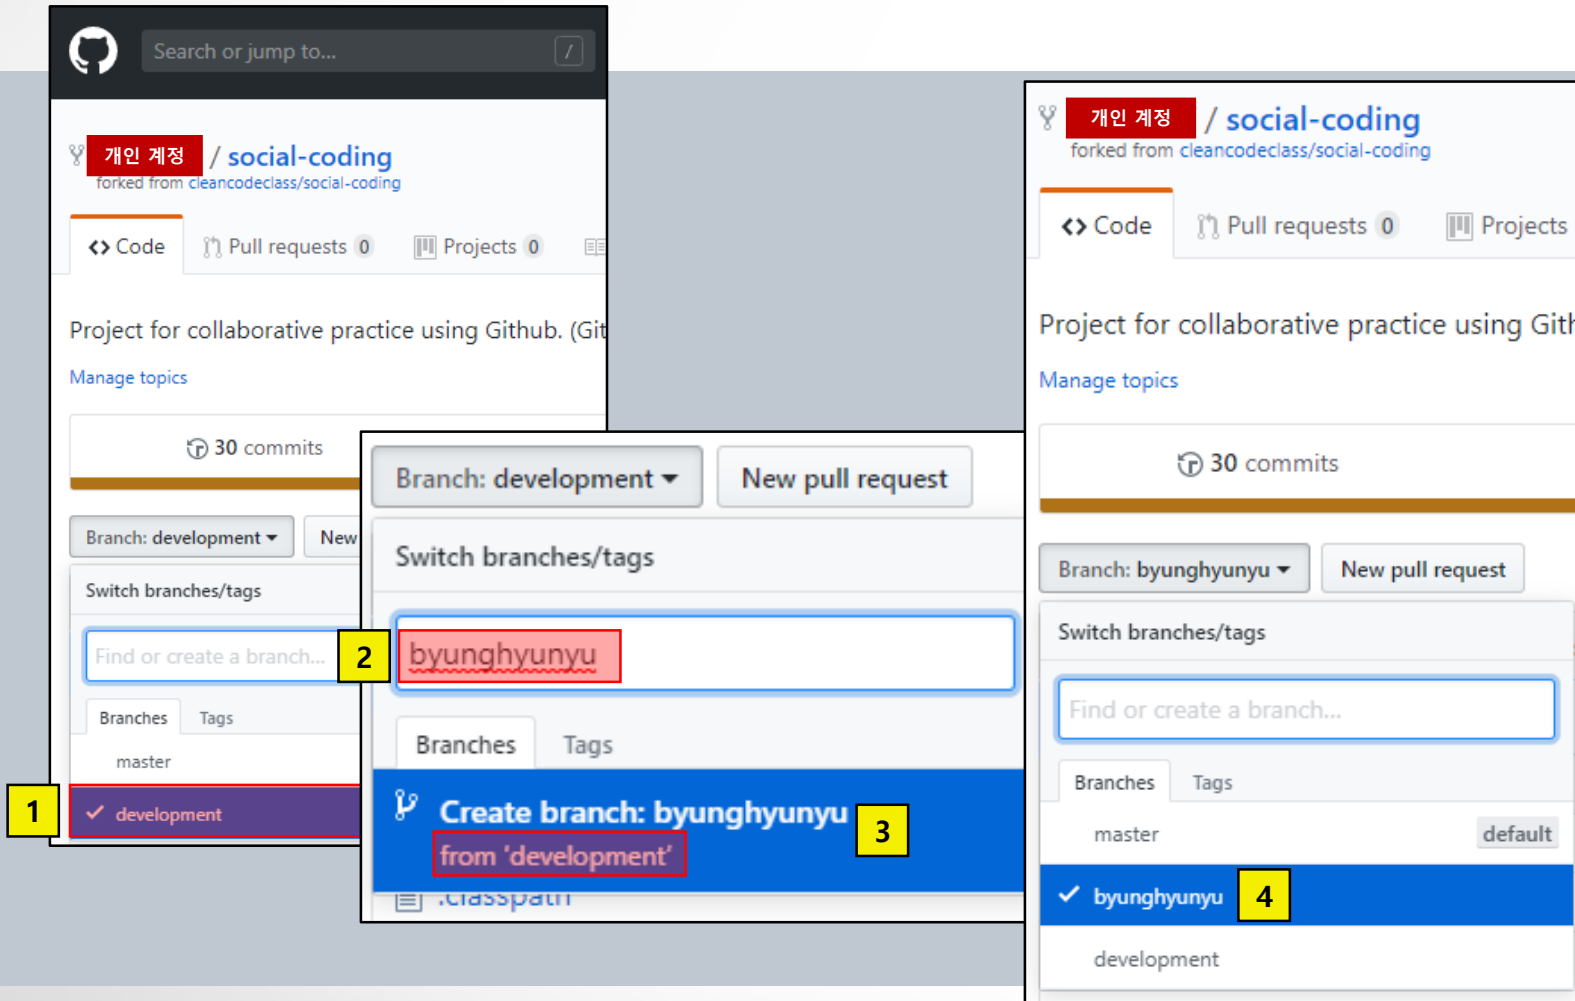 Search or jump to...
/
개인 계정 / social-coding
forked from cleancodeclass/social-coding
<> Code
Pull requests 0
Projects 0
Project for collaborative practice using Github. (Git
Manage topics
30 commits
Branch: development
New
Switch branches/tags
Find or create a branch...
Branches
Tags
master
1
development
Branch: development
New pull request
Switch branches/tags
2
byunghyunyu
Branches
Tags
Create branch: byunghyunyu
from 'development'
3
.classpath
개인 계정 / social-coding
forked from cleancodeclass/social-coding
<> Code
Pull requests 0
Projects
Project for collaborative practice using Gith
Manage topics
30 commits
Branch: byunghyunyu
New pull request
Switch branches/tags
Find or create a branch...
Branches
Tags
master
default
byunghyunyu
4
development